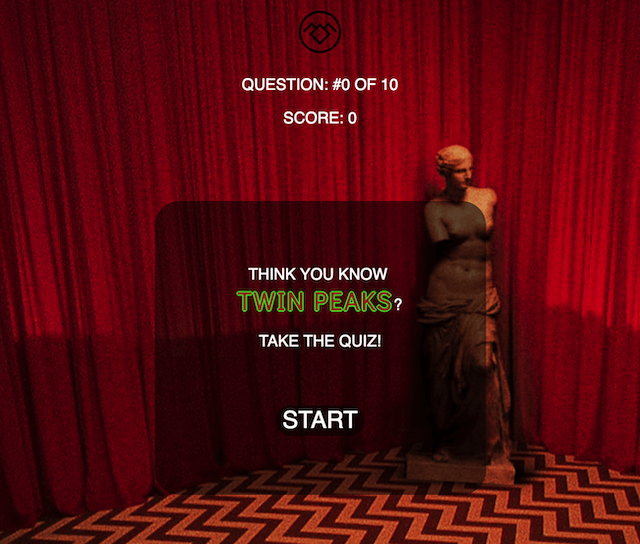 QUESTION: #0 OF 10
SCORE: 0
THINK YOU KNOW
TWIN PEAKS?
TAKE THE QUIZ!
START